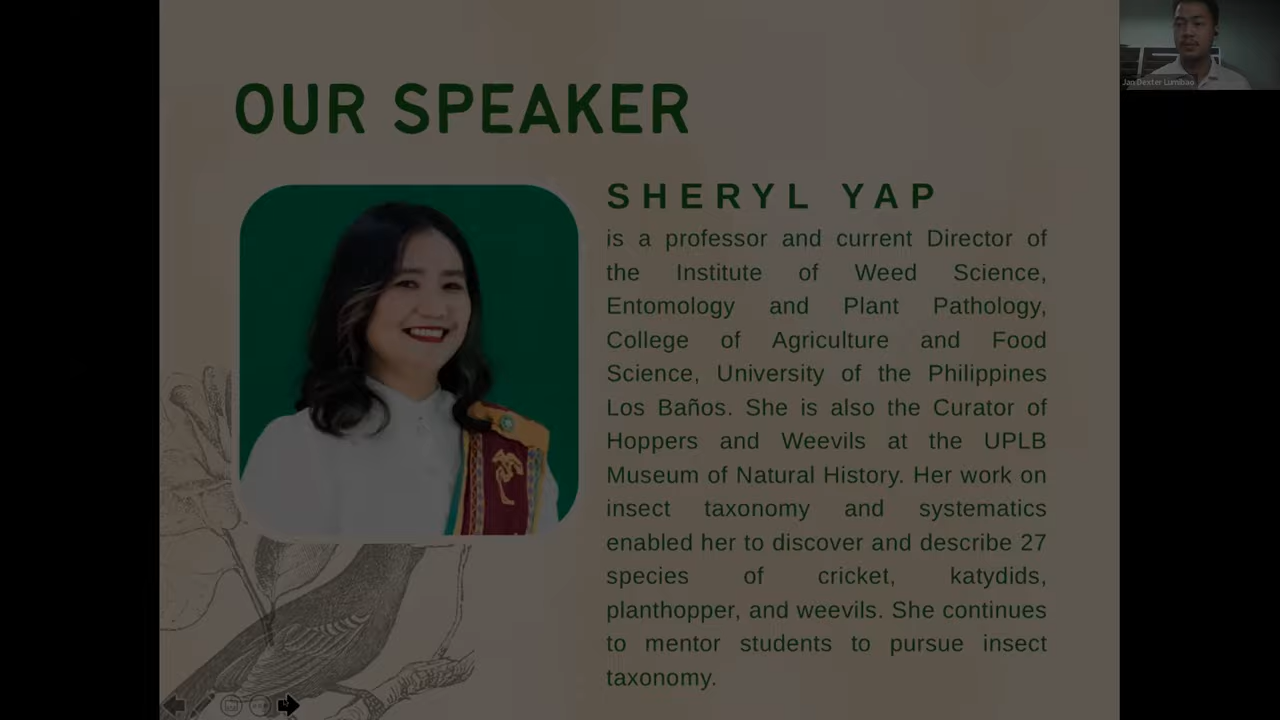 OUR SPEAKER
SHERYL YAP
is a professor and current Director of
the Institute of Weed Science,
Entomology and Plant Pathology,
College of Agriculture and Food
Science, University of the Philippines
Los Baños. She is also the Curator of
Hoppers and Weevils at the UPLB
Museum of Natural History. Her work on
insect taxonomy and systematics
enabled her to discover and describe 27
species of cricket, katydids,
planthopper, and weevils. She continues
to mentor students to pursue insect
taxonomy.
Jan Dexter Lumibao